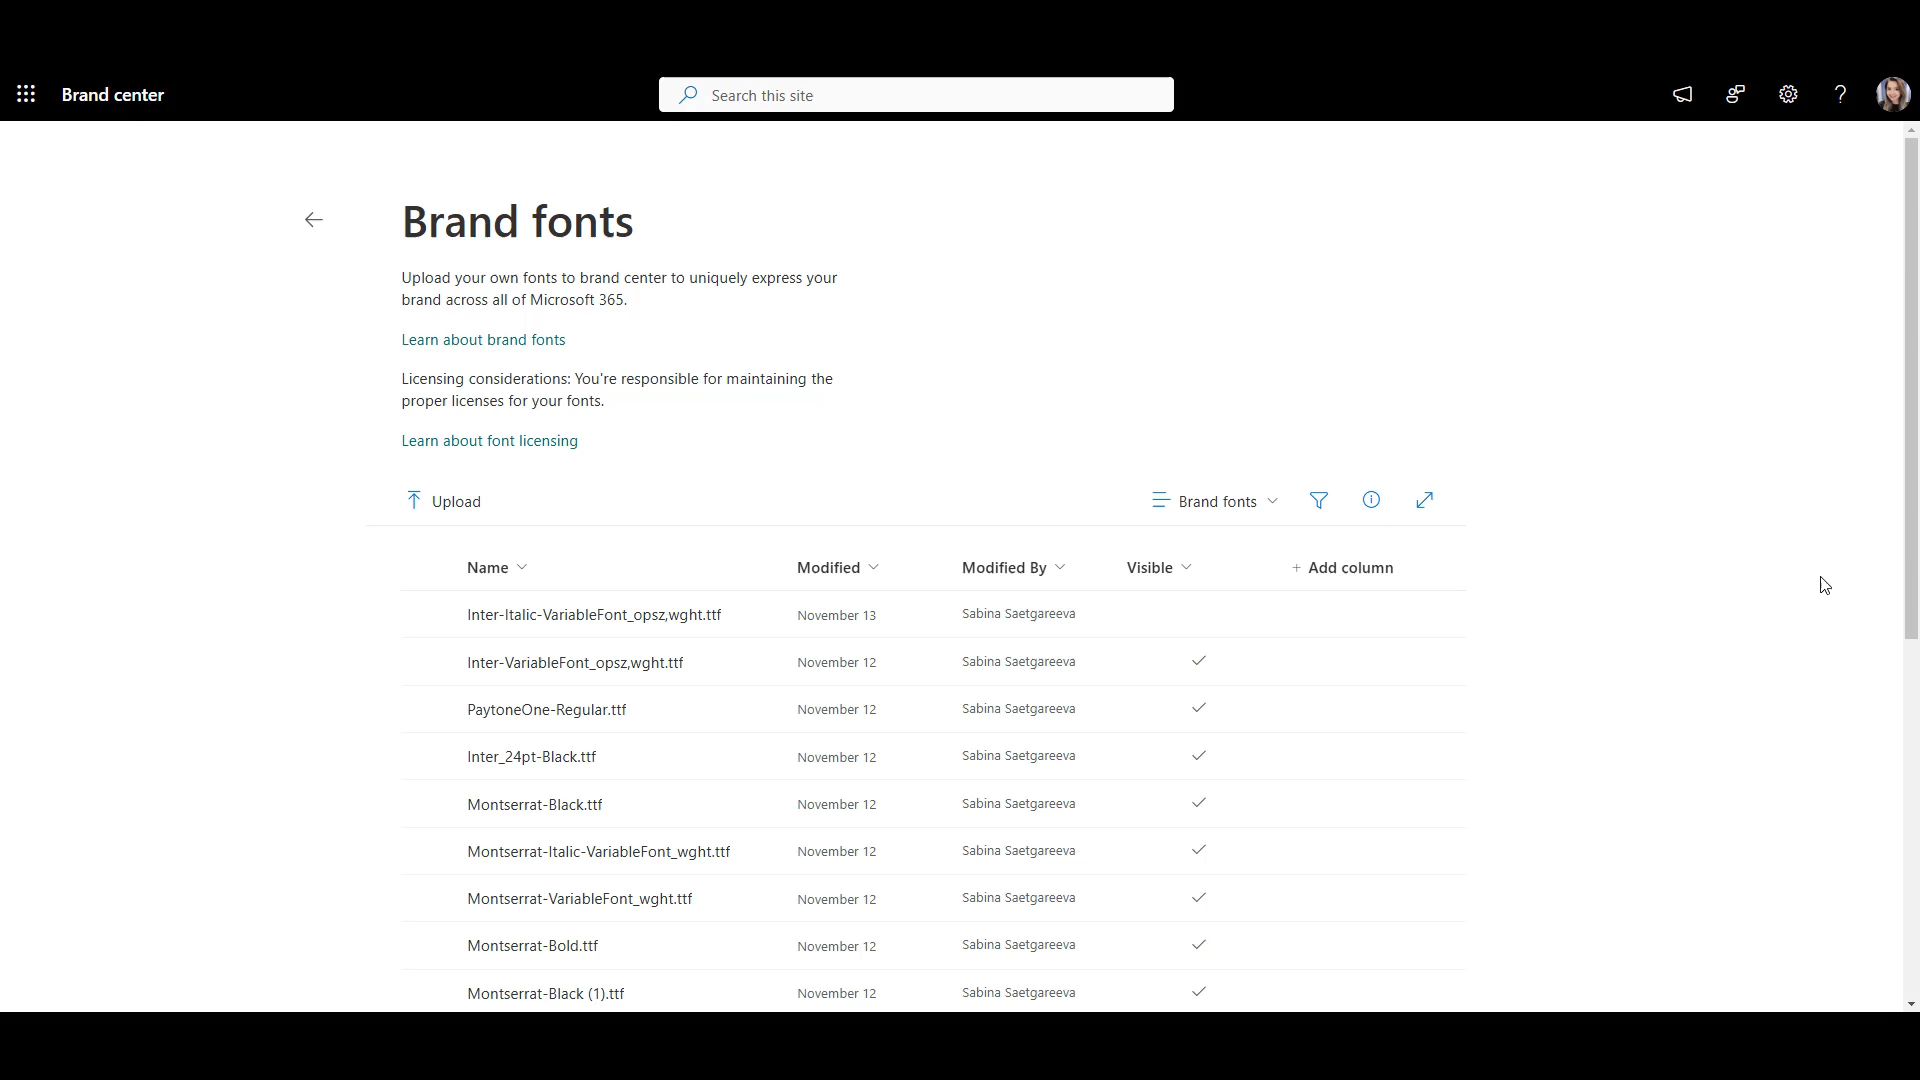 Brand center
Search this site
Brand fonts
Upload your own fonts to brand center to uniquely express your
brand across all of Microsoft 365.
Learn about brand fonts
Licensing considerations: You're responsible for maintaining the
proper licenses for your fonts.
Learn about font licensing
Upload Brand fonts
Name Modified Modified By Visible + Add column
Inter-Italic-VariableFont_opsz,wght.ttf November 13 Sabina Saetgareeva
Inter-VariableFont_opsz,wght.ttf November 12 Sabina Saetgareeva
PaytoneOne-Regular.ttf November 12 Sabina Saetgareeva
Inter_24pt-Black.ttf November 12 Sabina Saetgareeva
Montserrat-Black.ttf November 12 Sabina Saetgareeva
Montserrat-Italic-VariableFont_wght.ttf November 12 Sabina Saetgareeva
Montserrat-VariableFont_wght.ttf November 12 Sabina Saetgareeva
Montserrat-Bold.ttf November 12 Sabina Saetgareeva
Montserrat-Black (1).ttf November 12 Sabina Saetgareeva